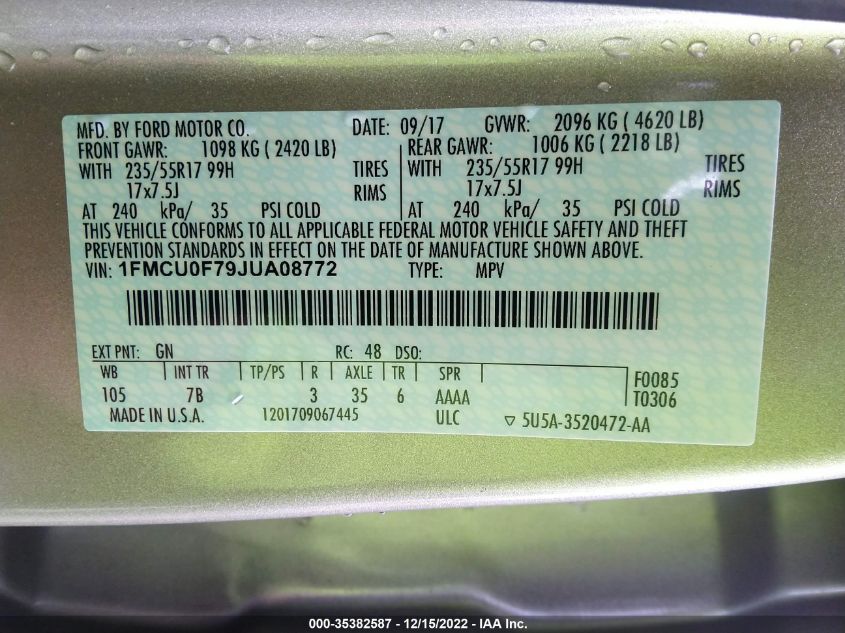 MFD. BY FORD MOTOR CO. DATE: 09/17 GVWR: 2096 KG ( 4620 LB)
FRONT GAWR: 1098 KG ( 2420 LB) REAR GAWR: 1006 KG ( 2218 LB)
WITH 235/55R17 99H TIRES WITH 235/55R17 99H TIRES
17x7.5J RIMS 17x7.5J RIMS
AT 240 kPa/ 35 PSI COLD AT 240 kPa/ 35 PSI COLD
THIS VEHICLE CONFORMS TO ALL APPLICABLE FEDERAL MOTOR VEHICLE SAFETY AND THEFT
PREVENTION STANDARDS IN EFFECT ON THE DATE OF MANUFACTURE SHOWN ABOVE.
VIN: 1FMCU0F79JUA08772 TYPE: MPV
EXT PNT: GN RC: 48 DSO:
WB INT TR TP/PS R AXLE TR SPR F0085
105 7B 3 35 6 AAAA T0306
MADE IN U.S.A. 1201709067445 ULC ▽ 5U5A-3520472-AA
000-35382587 - 12/15/2022 - IAA Inc.